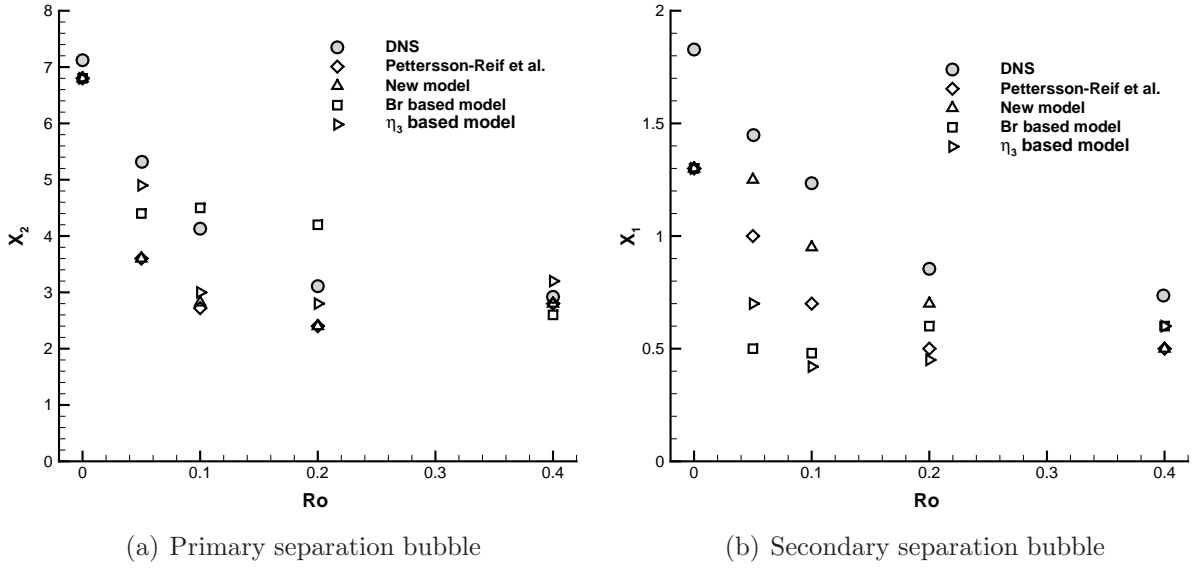 8
7
6
5
4
3
2
1
0
X2
0
0.1
0.2
0.3
0.4
Ro
DNS
Pettersson-Reif et al.
New model
Br based model
η3 based model
(a) Primary separation bubble
2
1.5
1
0.5
0
X1
0
0.1
0.2
0.3
0.4
Ro
DNS
Pettersson-Reif et al.
New model
Br based model
η3 based model
(b) Secondary separation bubble